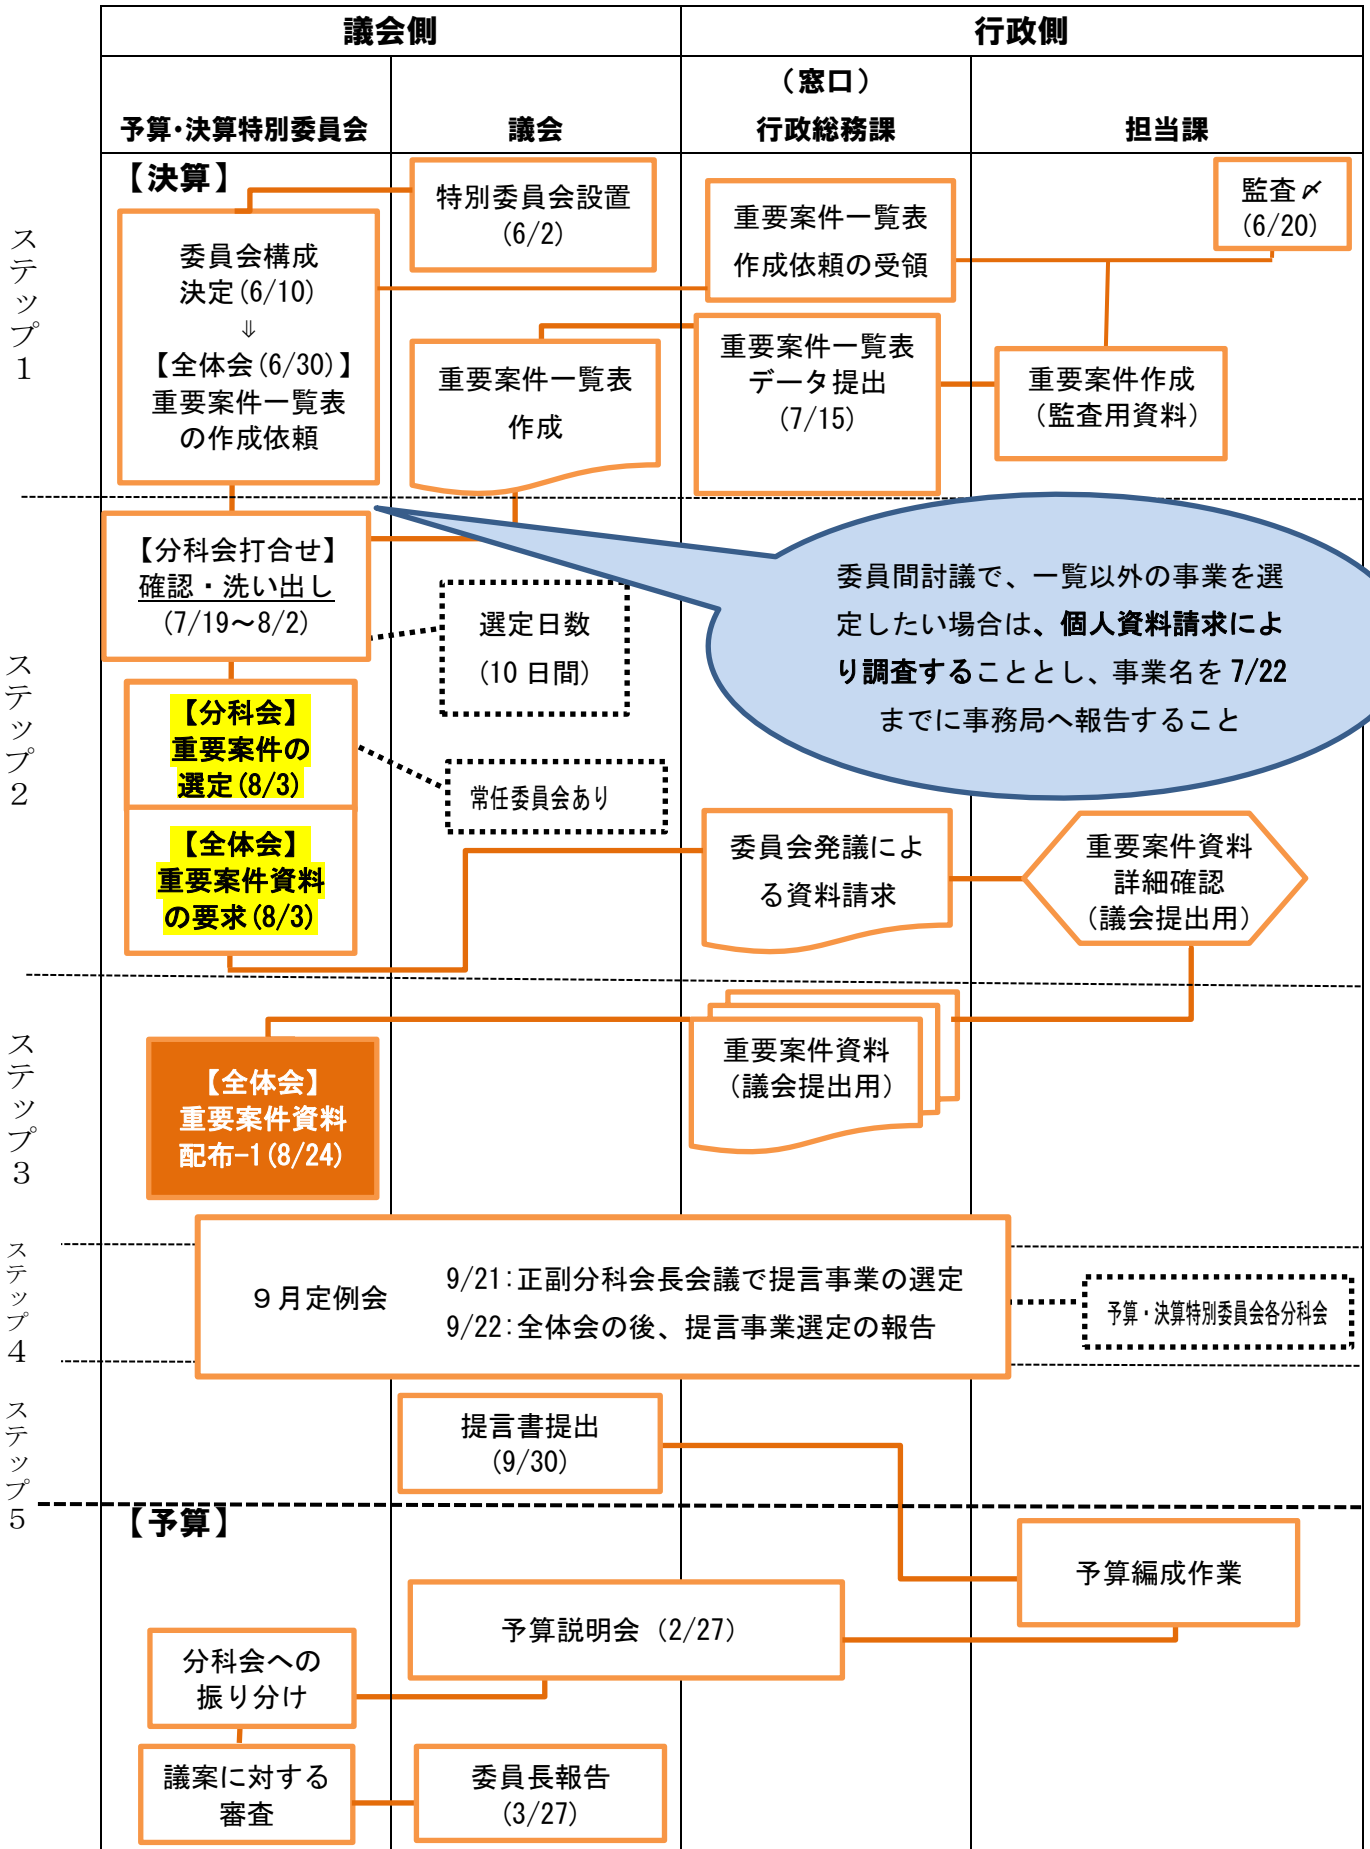 議会側
行政側
予算・決算特別委員会
議会
（窓口）
行政総務課
担当課
ステップ１
【決算】
委員会構成
決定(6/10)
⇓
【全体会(6/30)】
重要案件一覧表
の作成依頼
特別委員会設置
(6/2)
重要案件一覧表
作成依頼の受領
監査〆
(6/20)
重要案件一覧表
作成
重要案件一覧表
データ提出
(7/15)
重要案件作成
（監査用資料）
ステップ２
【分科会打合せ】
確認・洗い出し
(7/19～8/2)
選定日数
(10 日間)
委員間討議で、一覧以外の事業を選
定したい場合は、個人資料請求によ
り調査することとし、事業名を 7/22
までに事務局へ報告すること
【分科会】
重要案件の
選定(8/3)
常任委員会あり
【全体会】
重要案件資料
の要求(8/3)
委員会発議によ
る資料請求
重要案件資料
詳細確認
（議会提出用）
ステップ３
【全体会】
重要案件資料
配布-1(8/24)
重要案件資料
（議会提出用）
ステップ４
９月定例会
9/21:正副分科会長会議で提言事業の選定
9/22:全体会の後、提言事業選定の報告
予算・決算特別委員会各分科会
ステップ５
提言書提出
(9/30)
【予算】
予算編成作業
予算説明会（2/27）
分科会への
振り分け
議案に対する
審査
委員長報告
(3/27)